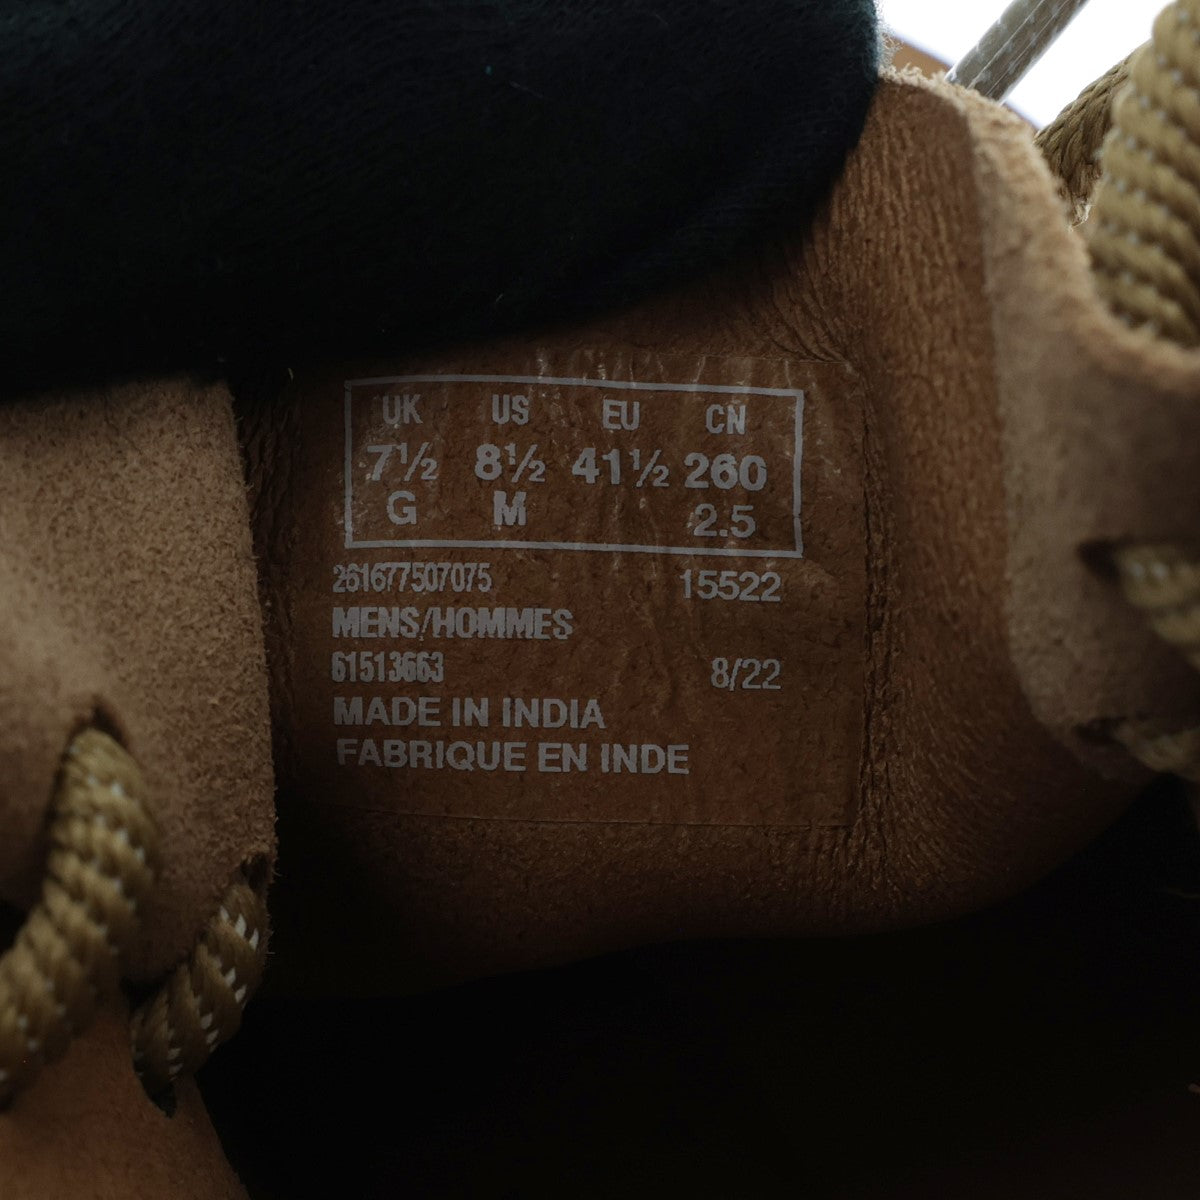 UK US EU CN
7½ 8½ 41½ 260
G M 2.5
261677507075 15522
MENS/HOMMES
61513663 8/22
MADE IN INDIA
FABRIQUE EN INDE